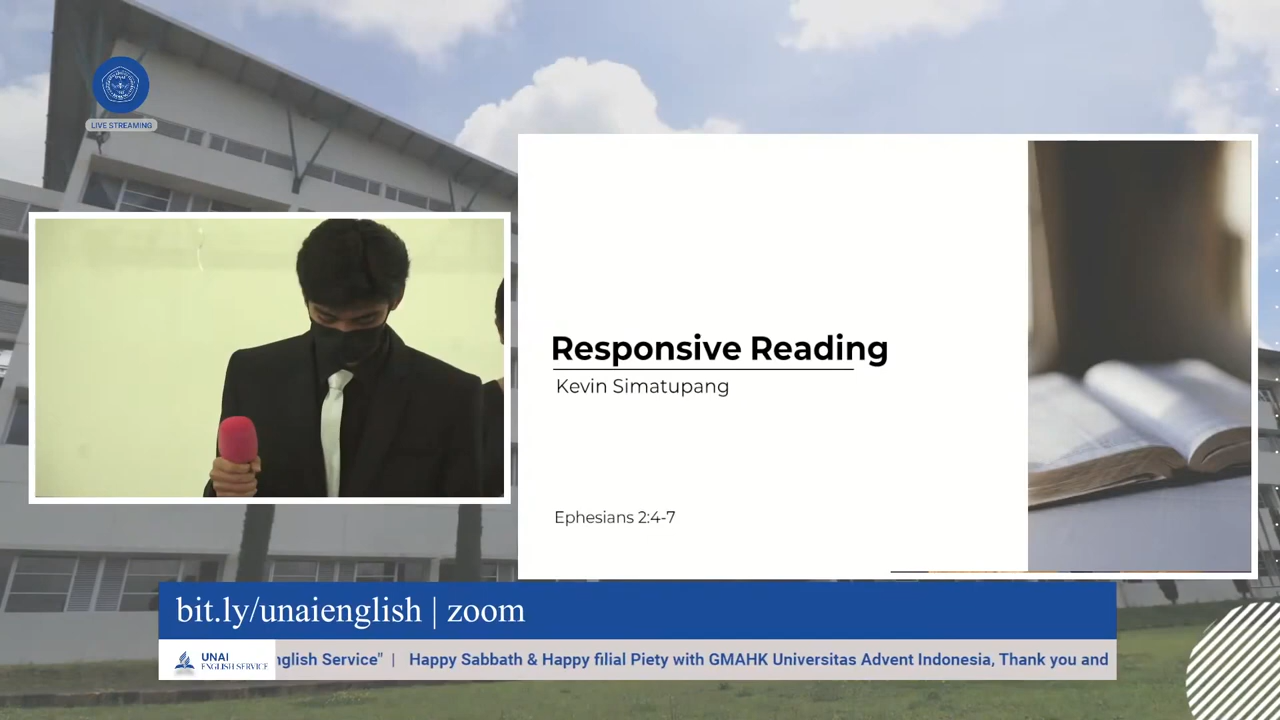 LIVE STREAMING
Responsive Reading
Kevin Simatupang
Ephesians 2:4-7
bit.ly/unaienglish | zoom
UNAI
ENGLISH SERVICE
nglish Service" | Happy Sabbath & Happy filial Piety with GMAHK Universitas Advent Indonesia, Thank you and